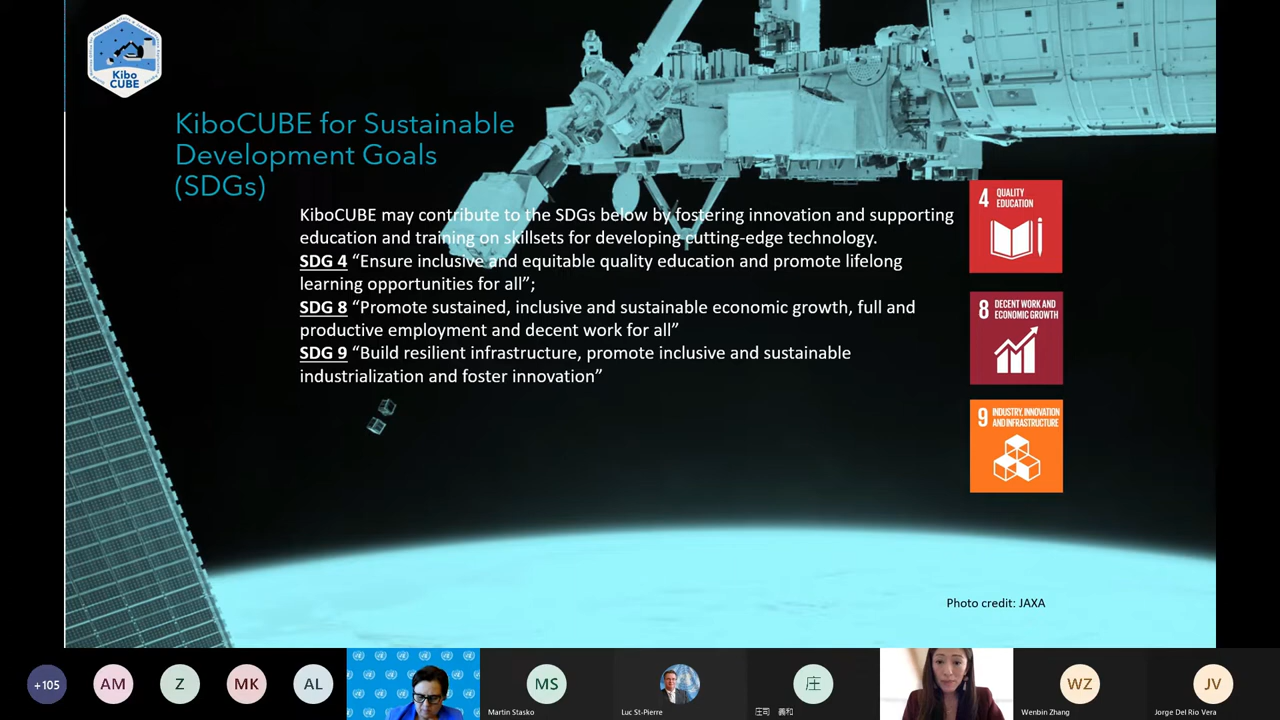 Kibo
CUBE
KiboCUBE for Sustainable
Development Goals
(SDGs)
KiboCUBE may contribute to the SDGs below by fostering innovation and supporting
education and training on skillsets for developing cutting-edge technology.
SDG 4 “Ensure inclusive and equitable quality education and promote lifelong
learning opportunities for all”;
SDG 8 “Promote sustained, inclusive and sustainable economic growth, full and
productive employment and decent work for all”
SDG 9 “Build resilient infrastructure, promote inclusive and sustainable
industrialization and foster innovation”
4 QUALITY
EDUCATION
8 DECENT WORK AND
ECONOMIC GROWTH
9 INDUSTRY, INNOVATION
AND INFRASTRUCTURE
Photo credit: JAXA
+105
AM
Z
MK
AL
MS
Martin Stasko
Luc St-Pierre
庄
庄司 義和
WZ
Wenbin Zhang
JV
Jorge Del Rio Vera